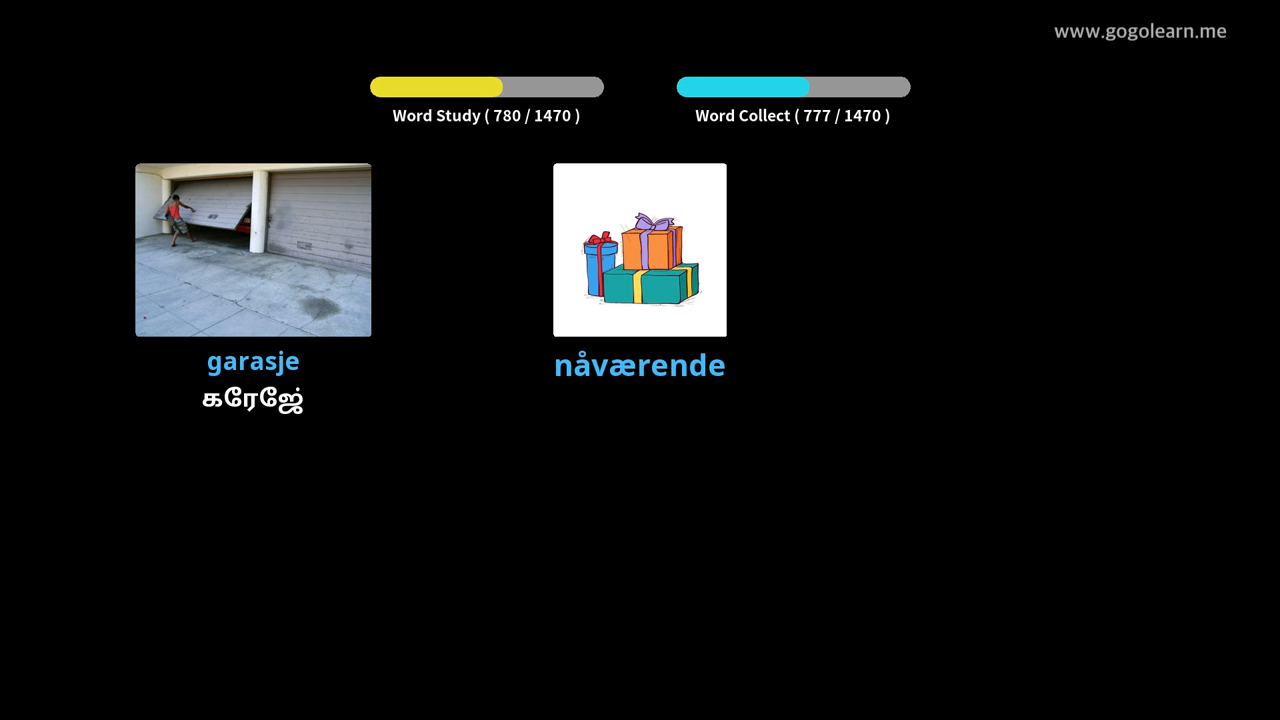 www.gogolearn.me
Word Study ( 780 / 1470 )
Word Collect ( 777 / 1470 )
garasje
கரேஜே்
nåværende